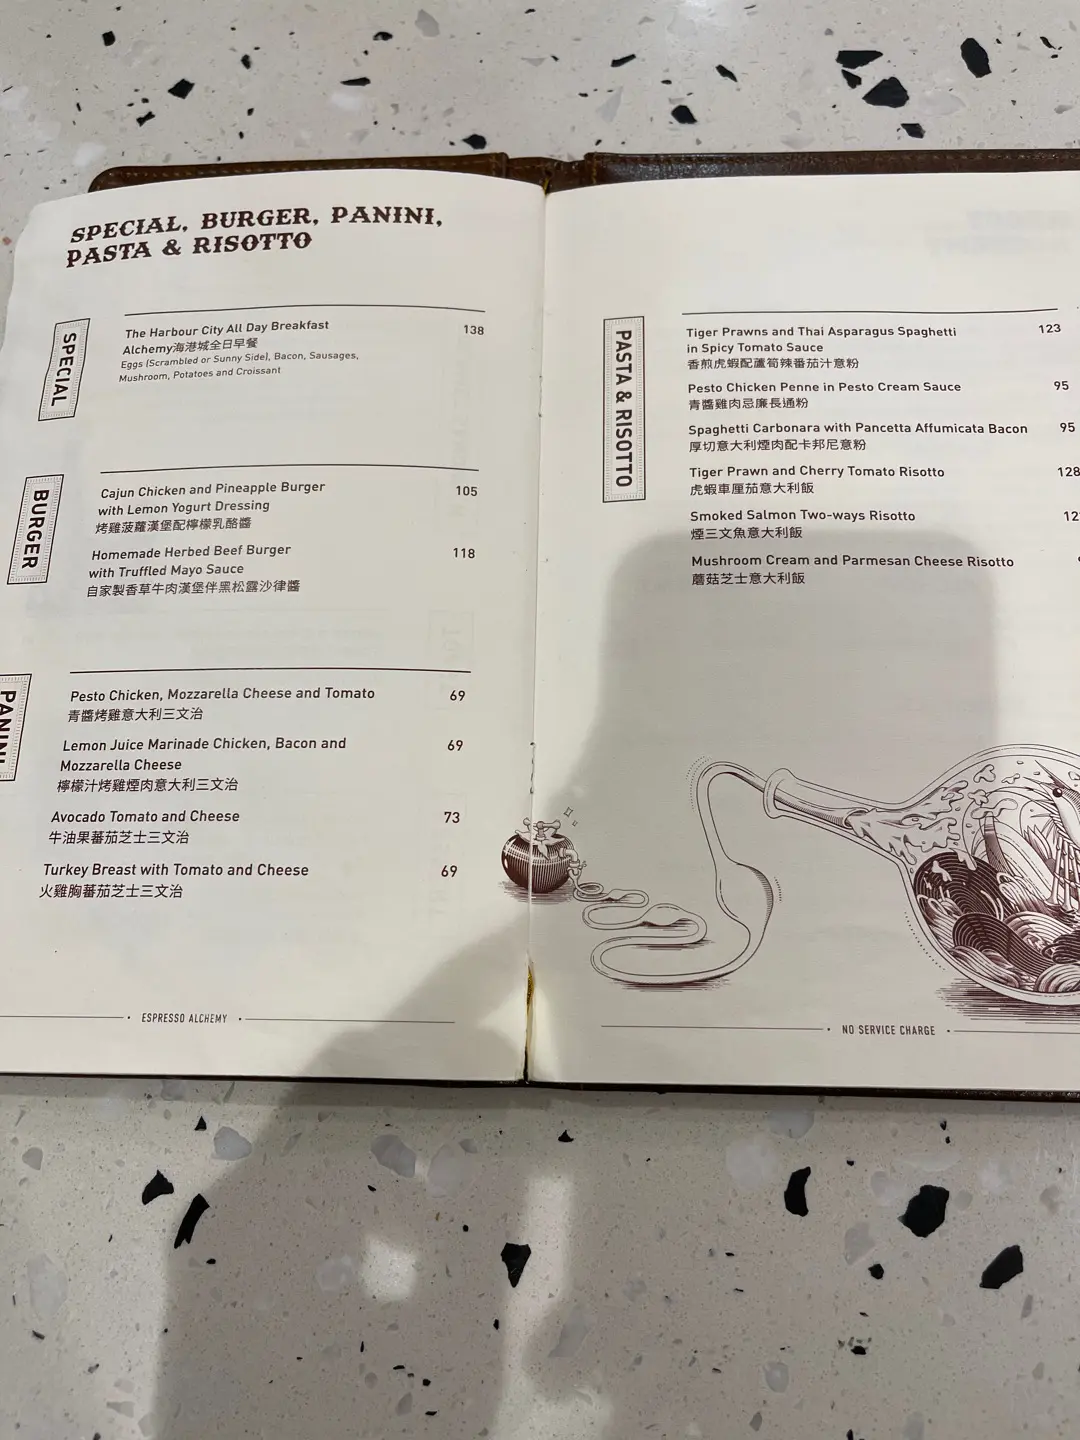 SPECIAL, BURGER, PANINI,
PASTA & RISOTTO
SPECIAL
The Harbour City All Day Breakfast 138
Alchemy海港城全日早餐
Eggs (Scrambled or Sunny Side), Bacon, Sausages,
Mushroom, Potatoes and Croissant
BURGER
Cajun Chicken and Pineapple Burger 105
with Lemon Yogurt Dressing
烤雞菠蘿漢堡配檸檬乳酪醬
Homemade Herbed Beef Burger 118
with Truffled Mayo Sauce
自家製香草牛肉漢堡伴黑松露沙律醬
PANINI
Pesto Chicken, Mozzarella Cheese and Tomato 69
青醬烤雞意大利三文治
Lemon Juice Marinade Chicken, Bacon and 69
Mozzarella Cheese
檸檬汁烤雞煙肉意大利三文治
Avocado Tomato and Cheese 73
牛油果蕃茄芝士三文治
Turkey Breast with Tomato and Cheese 69
火雞胸蕃茄芝士三文治
ESPRESSO ALCHEMY
PASTA & RISOTTO
Tiger Prawns and Thai Asparagus Spaghetti 123
in Spicy Tomato Sauce
香煎虎蝦配蘆筍辣番茄汁意粉
Pesto Chicken Penne in Pesto Cream Sauce 95
青醬雞肉忌廉長通粉
Spaghetti Carbonara with Pancetta Affumicata Bacon 95
厚切意大利煙肉配卡邦尼意粉
Tiger Prawn and Cherry Tomato Risotto 128
虎蝦車厘茄意大利飯
Smoked Salmon Two-ways Risotto
煙三文魚意大利飯
Mushroom Cream and Parmesan Cheese Risotto
蘑菇芝士意大利飯
NO SERVICE CHARGE